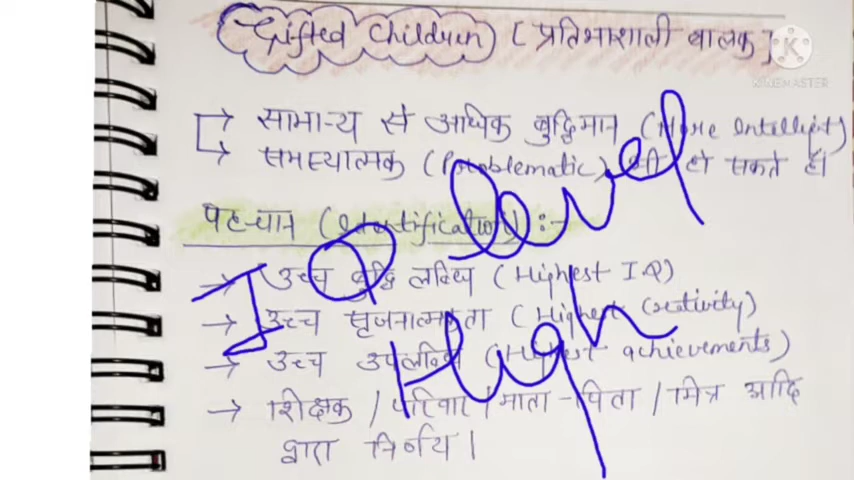 Gifted Children [प्रतिभाशाली बालक]
KINEMASTER
→ सामान्य से अधिक बुद्धिमान (More Intelligent)
→ समस्यात्मक (Problematic) भी हो सकते हैं।
पहचान (Identification) :-
→ उच्च बुद्धि लब्धि (Highest I.Q)
→ उच्च सृजनात्मकता (Highest Creativity)
→ उच्च उपलब्धि (Highest achievements)
→ शिक्षक / परिवार / माता-पिता / मित्र आदि
द्वारा निर्णय।
IQ level
High